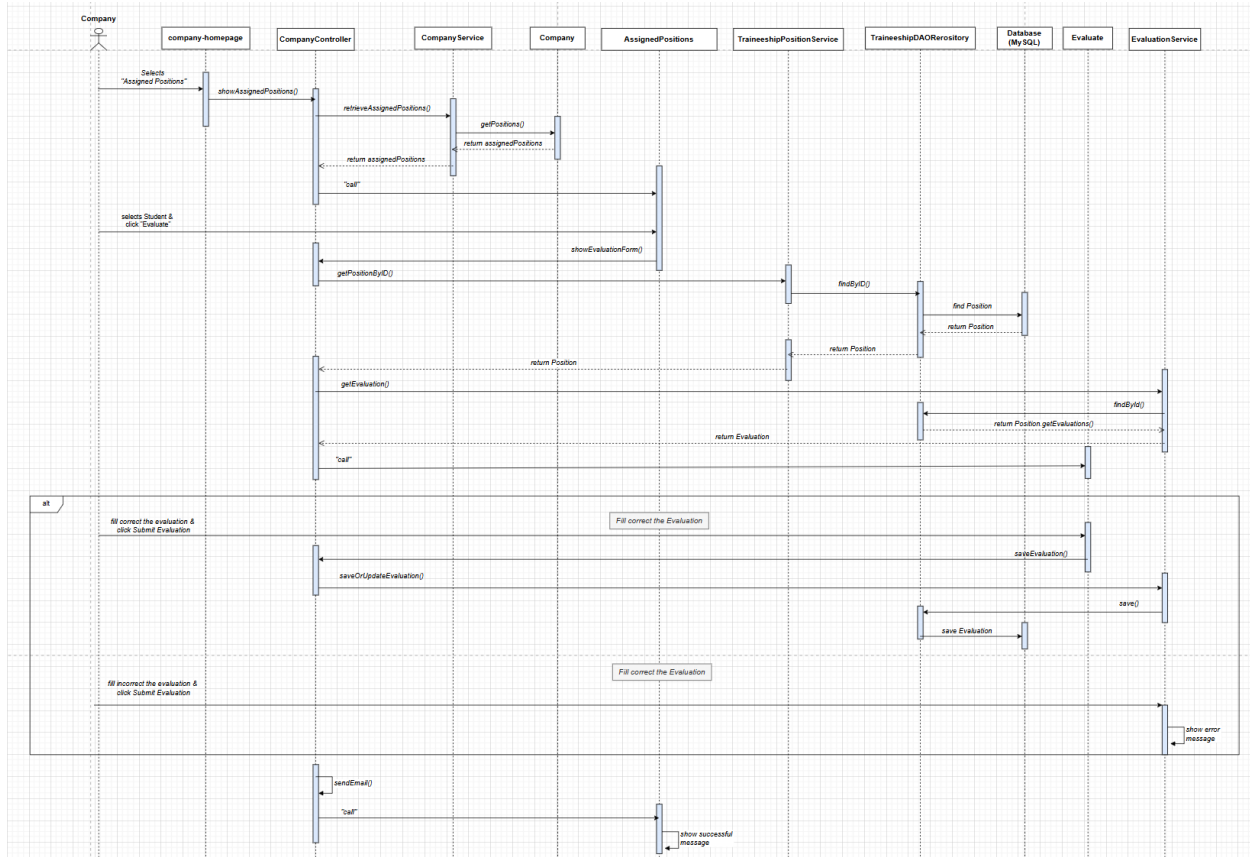 Company
company-homepage
CompanyController
CompanyService
Company
AssignedPositions
TraineeshipPositionService
TraineeshipDAORerository
Database
(MySQL)
Evaluate
EvaluationService
Selects
"Assigned Positions"
showAssignedPositions()
retrieveAssignedPositions()
getPositions()
return assignedPositions
return assignedPositions
"call"
selects Student &
click "Evaluate"
showEvaluationForm()
getPositionByID()
findByID()
find Position
return Position
return Position
return Position
getEvaluation()
findById()
return Position.getEvaluations()
return Evaluation
"call"
alt
Fill correct the Evaluation
fill correct the evaluation &
click Submit Evaluation
saveEvaluation()
saveOrUpdateEvaluation()
save()
save Evaluation
Fill correct the Evaluation
fill incorrect the evaluation &
click Submit Evaluation
show error
message
sendEmail()
"call"
show successful
message